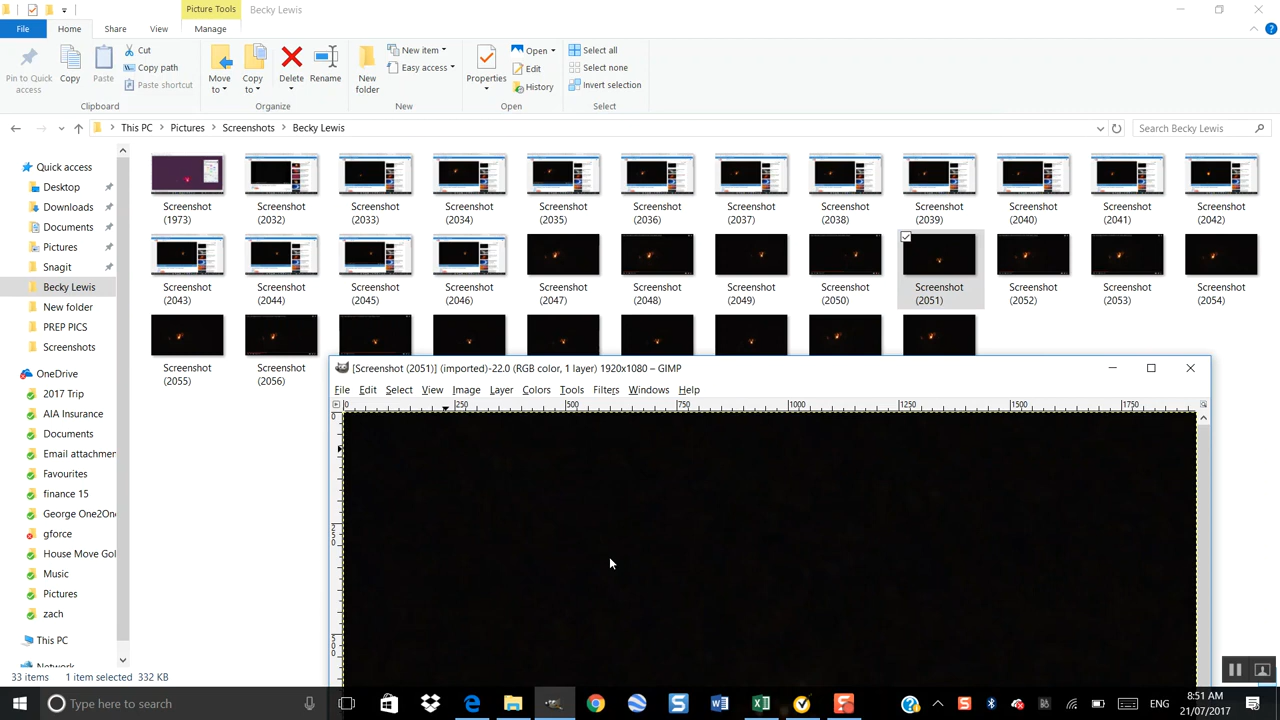 Picture Tools
Becky Lewis
File
Home
Share
View
Manage
Pin to Quick access
Copy
Paste
Cut
Copy path
Paste shortcut
Clipboard
Move to
Copy to
Delete
Rename
Organize
New folder
New item
Easy access
New
Properties
Open
Edit
History
Open
Select all
Select none
Invert selection
Select
This PC
Pictures
Screenshots
Becky Lewis
Search Becky Lewis
Quick access
Desktop
Downloads
Documents
Pictures
Snagit
Becky Lewis
New folder
PREP PICS
Screenshots
OneDrive
2017 Trip
AIA Insurance
Documents
Email attachmen
Favourites
finance 15
George One2One
gforce
House Move Gol
Music
Pictures
zach
This PC
Network
Screenshot (1973)
Screenshot (2032)
Screenshot (2033)
Screenshot (2034)
Screenshot (2035)
Screenshot (2036)
Screenshot (2037)
Screenshot (2038)
Screenshot (2039)
Screenshot (2040)
Screenshot (2041)
Screenshot (2042)
Screenshot (2043)
Screenshot (2044)
Screenshot (2045)
Screenshot (2046)
Screenshot (2047)
Screenshot (2048)
Screenshot (2049)
Screenshot (2050)
Screenshot (2051)
Screenshot (2052)
Screenshot (2053)
Screenshot (2054)
Screenshot (2055)
Screenshot (2056)
[Screenshot (2051)] (imported)-22.0 (RGB color, 1 layer) 1920x1080 – GIMP
File Edit Select View Image Layer Colors Tools Filters Windows Help
0 250 500 750 1000 1250 1500 1750
0
250
500
33 items 1 item selected 332 KB
Type here to search
ENG
8:51 AM
21/07/2017